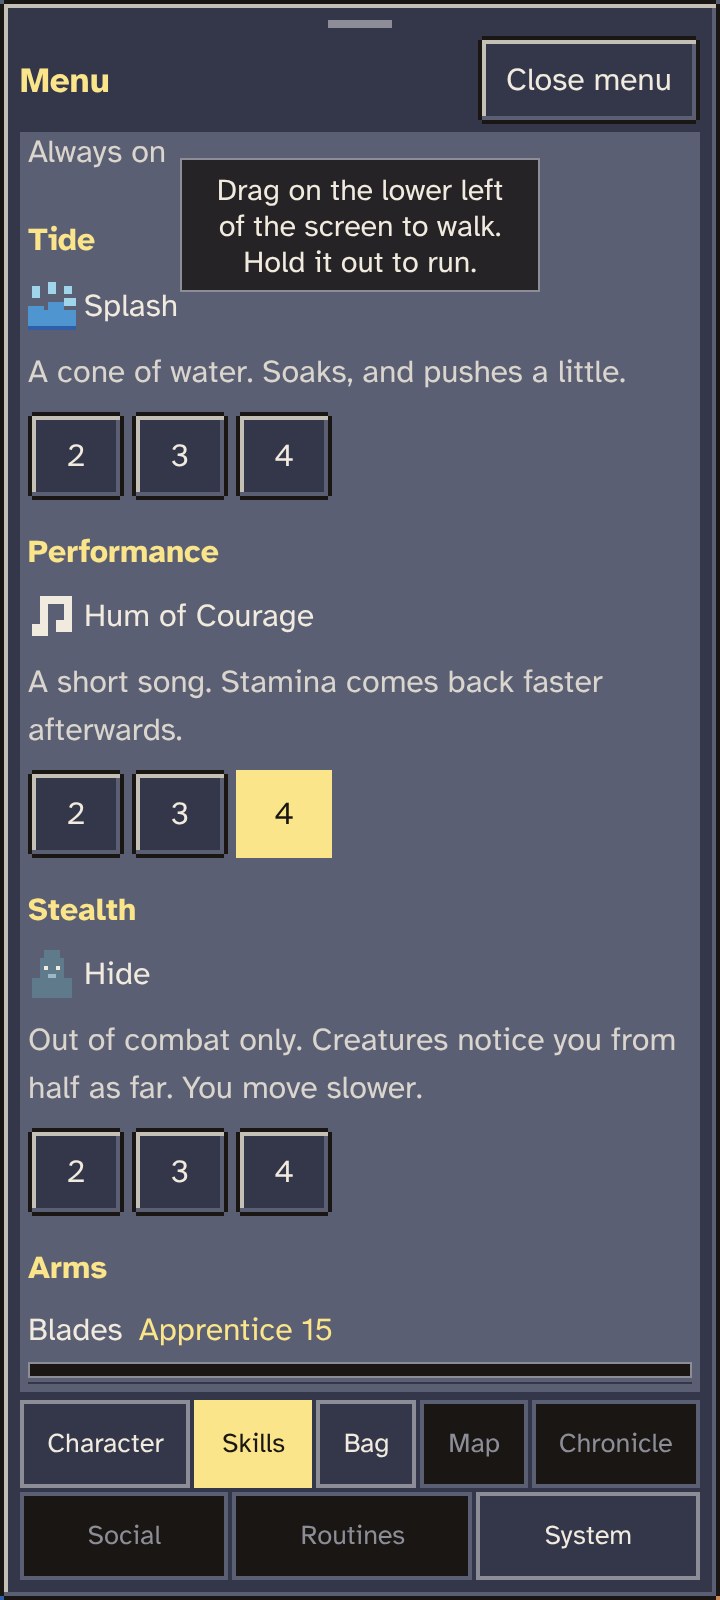 Menu
Close menu
Always on
Drag on the lower left
of the screen to walk.
Hold it out to run.
Tide
Splash
A cone of water. Soaks, and pushes a little.
2 3 4
Performance
Hum of Courage
A short song. Stamina comes back faster
afterwards.
2 3 4
Stealth
Hide
Out of combat only. Creatures notice you from
half as far. You move slower.
2 3 4
Arms
Blades Apprentice 15
Character Skills Bag Map Chronicle
Social Routines System